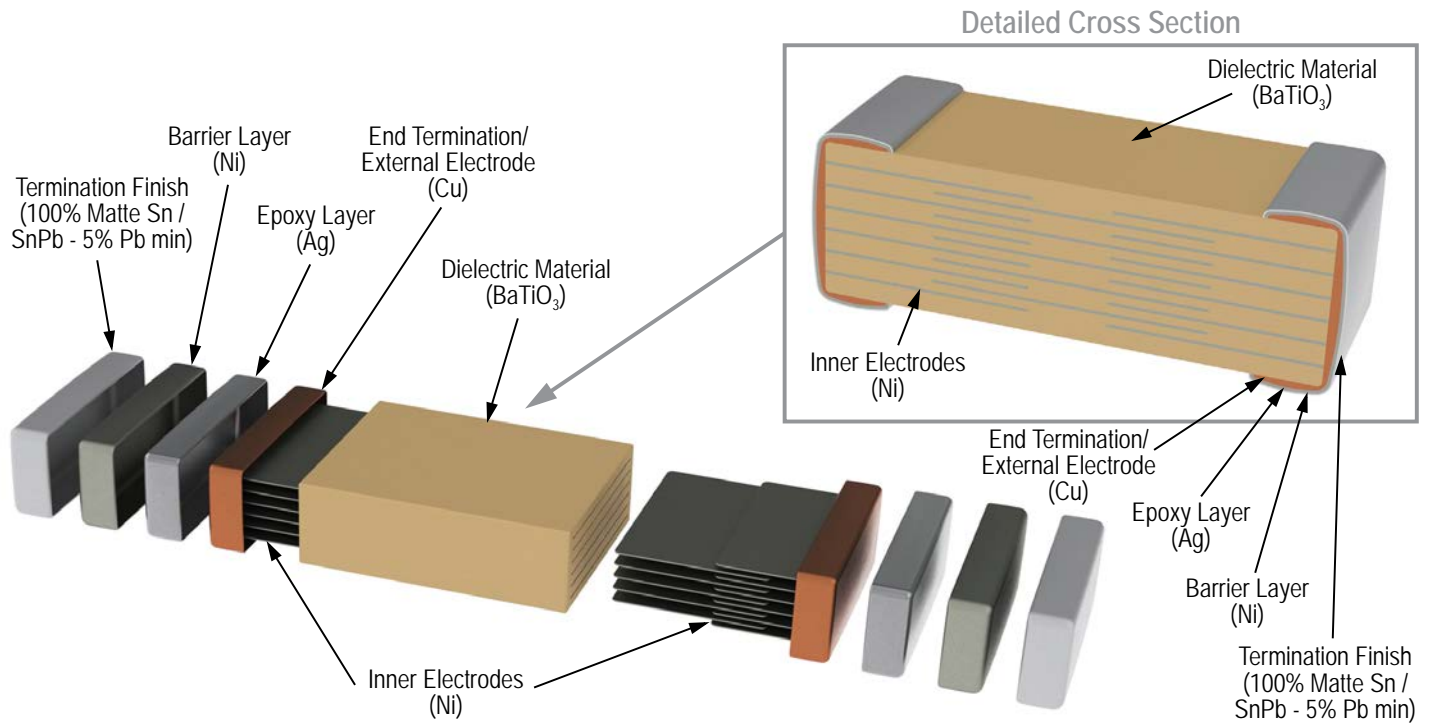 Detailed Cross Section
Dielectric Material
(BaTiO₃)
Inner Electrodes
(Ni)
End Termination/
External Electrode
(Cu)
Epoxy Layer
(Ag)
Barrier Layer
(Ni)
Termination Finish
(100% Matte Sn /
SnPb - 5% Pb min)
Barrier Layer
(Ni)
End Termination/
External Electrode
(Cu)
Termination Finish
(100% Matte Sn /
SnPb - 5% Pb min)
Epoxy Layer
(Ag)
Dielectric Material
(BaTiO₃)
Inner Electrodes
(Ni)